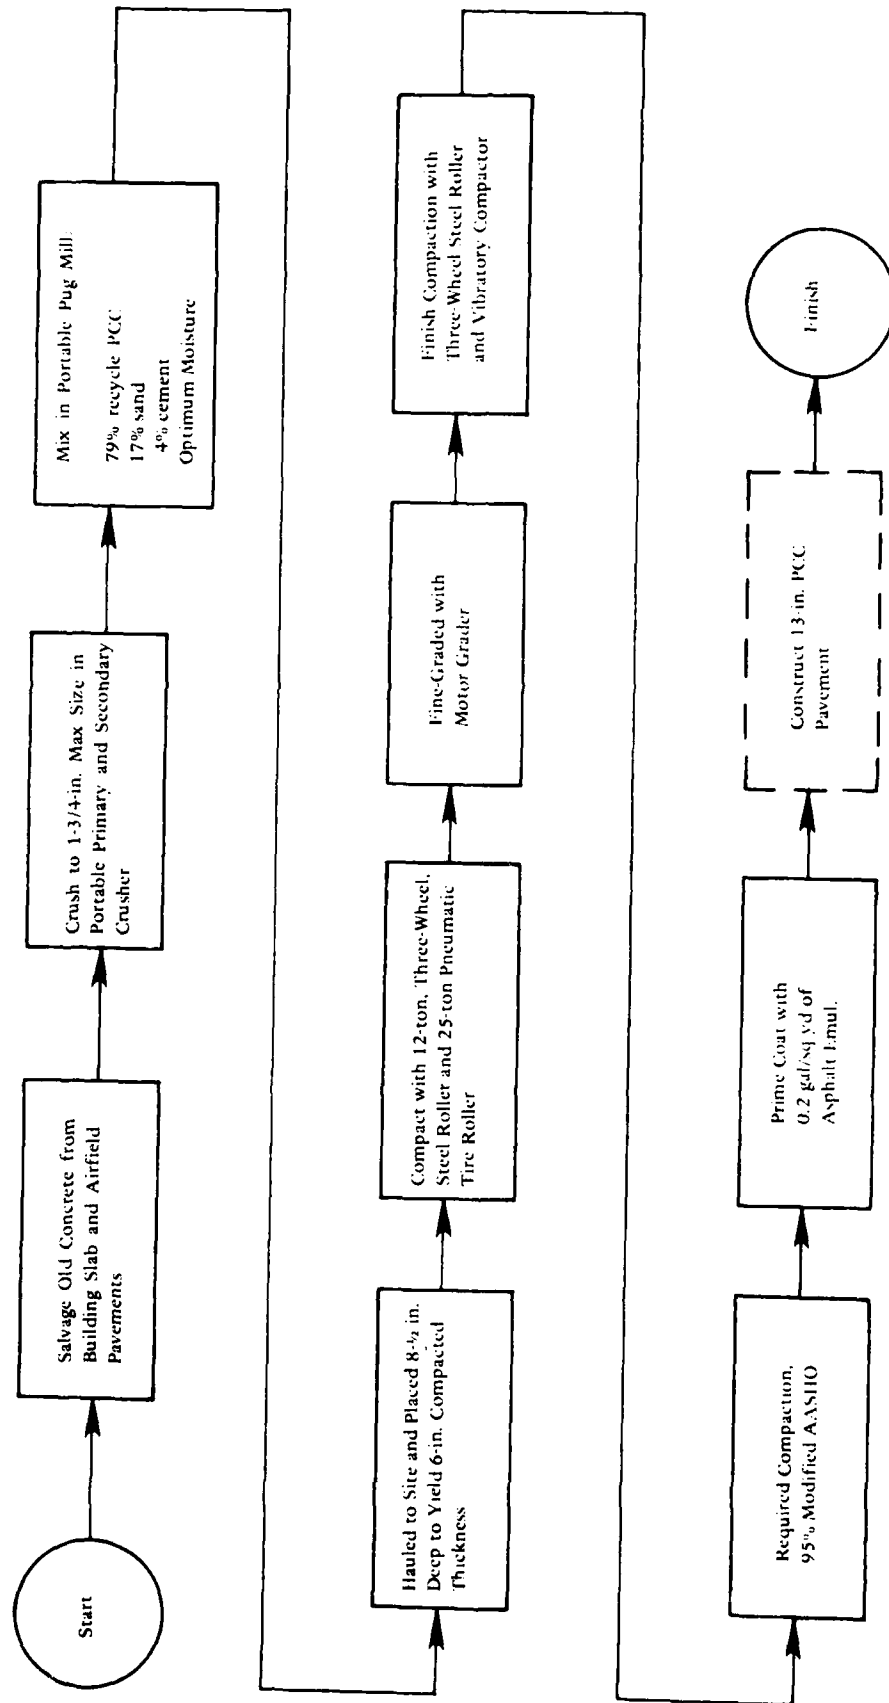 Start
Salvage Old Concrete from
Building Slab and Airfield
Pavements
Crush to 1-3/4-in. Max Size in
Portable Primary and Secondary
Crusher
Mix in Portable Pug Mill:
79% recycle PCC
17% sand
4% cement
Optimum Moisture
Hauled to Site and Placed 8-½ in.
Deep to Yield 6-in. Compacted
Thickness
Compact with 12-ton, Three-Wheel,
Steel Roller and 25-ton Pneumatic
Tire Roller
Fine-Graded with
Motor Grader
Finish Compaction with
Three-Wheel Steel Roller
and Vibratory Compactor
Required Compaction,
95% Modified AASHO
Prime Coat with
0.2 gal/sq yd of
Asphalt Emul.
Construct 13-in. PCC
Pavement
Finish